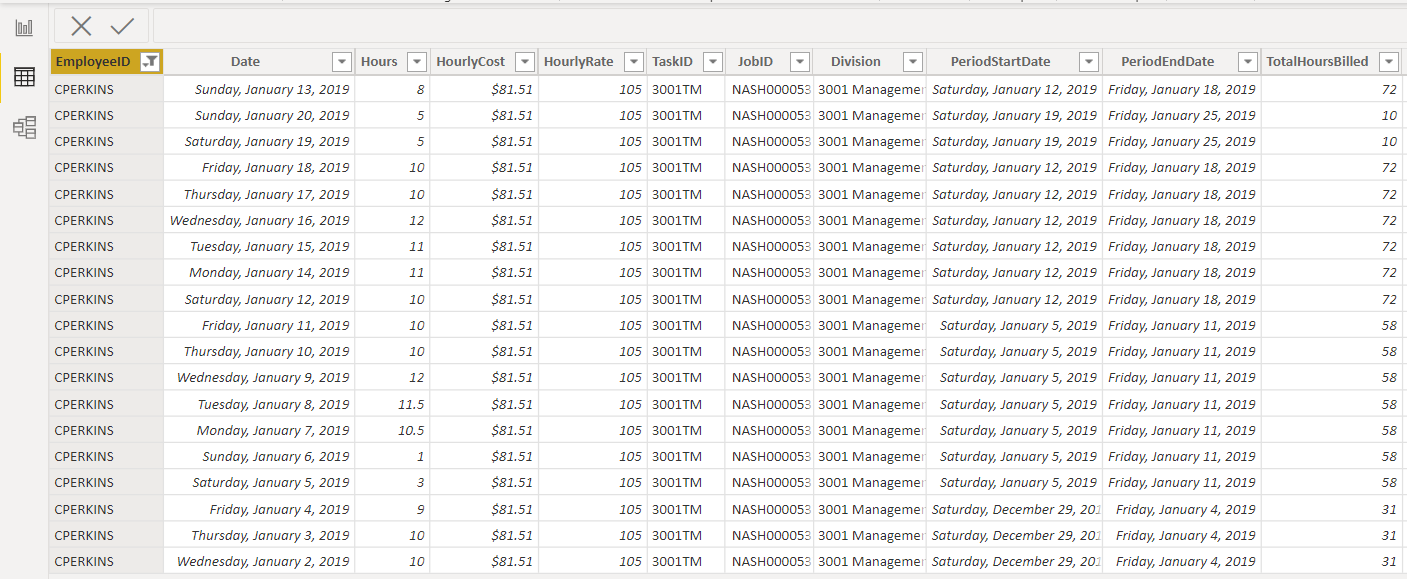 EmployeeID Date Hours HourlyCost HourlyRate TaskID JobID Division PeriodStartDate PeriodEndDate TotalHoursBilled
CPERKINS Sunday, January 13, 2019 8 $81.51 105 3001TM NASH000053 3001 Managemen Saturday, January 12, 2019 Friday, January 18, 2019 72
CPERKINS Sunday, January 20, 2019 5 $81.51 105 3001TM NASH000053 3001 Managemen Saturday, January 19, 2019 Friday, January 25, 2019 10
CPERKINS Saturday, January 19, 2019 5 $81.51 105 3001TM NASH000053 3001 Managemen Saturday, January 19, 2019 Friday, January 25, 2019 10
CPERKINS Friday, January 18, 2019 10 $81.51 105 3001TM NASH000053 3001 Managemen Saturday, January 12, 2019 Friday, January 18, 2019 72
CPERKINS Thursday, January 17, 2019 10 $81.51 105 3001TM NASH000053 3001 Managemen Saturday, January 12, 2019 Friday, January 18, 2019 72
CPERKINS Wednesday, January 16, 2019 12 $81.51 105 3001TM NASH000053 3001 Managemen Saturday, January 12, 2019 Friday, January 18, 2019 72
CPERKINS Tuesday, January 15, 2019 11 $81.51 105 3001TM NASH000053 3001 Managemen Saturday, January 12, 2019 Friday, January 18, 2019 72
CPERKINS Monday, January 14, 2019 11 $81.51 105 3001TM NASH000053 3001 Managemen Saturday, January 12, 2019 Friday, January 18, 2019 72
CPERKINS Saturday, January 12, 2019 10 $81.51 105 3001TM NASH000053 3001 Managemen Saturday, January 12, 2019 Friday, January 18, 2019 72
CPERKINS Friday, January 11, 2019 10 $81.51 105 3001TM NASH000053 3001 Managemen Saturday, January 5, 2019 Friday, January 11, 2019 58
CPERKINS Thursday, January 10, 2019 10 $81.51 105 3001TM NASH000053 3001 Managemen Saturday, January 5, 2019 Friday, January 11, 2019 58
CPERKINS Wednesday, January 9, 2019 12 $81.51 105 3001TM NASH000053 3001 Managemen Saturday, January 5, 2019 Friday, January 11, 2019 58
CPERKINS Tuesday, January 8, 2019 11.5 $81.51 105 3001TM NASH000053 3001 Managemen Saturday, January 5, 2019 Friday, January 11, 2019 58
CPERKINS Monday, January 7, 2019 10.5 $81.51 105 3001TM NASH000053 3001 Managemen Saturday, January 5, 2019 Friday, January 11, 2019 58
CPERKINS Sunday, January 6, 2019 1 $81.51 105 3001TM NASH000053 3001 Managemen Saturday, January 5, 2019 Friday, January 11, 2019 58
CPERKINS Saturday, January 5, 2019 3 $81.51 105 3001TM NASH000053 3001 Managemen Saturday, January 5, 2019 Friday, January 11, 2019 58
CPERKINS Friday, January 4, 2019 9 $81.51 105 3001TM NASH000053 3001 Managemen Saturday, December 29, 201 Friday, January 4, 2019 31
CPERKINS Thursday, January 3, 2019 10 $81.51 105 3001TM NASH000053 3001 Managemen Saturday, December 29, 201 Friday, January 4, 2019 31
CPERKINS Wednesday, January 2, 2019 10 $81.51 105 3001TM NASH000053 3001 Managemen Saturday, December 29, 201 Friday, January 4, 2019 31